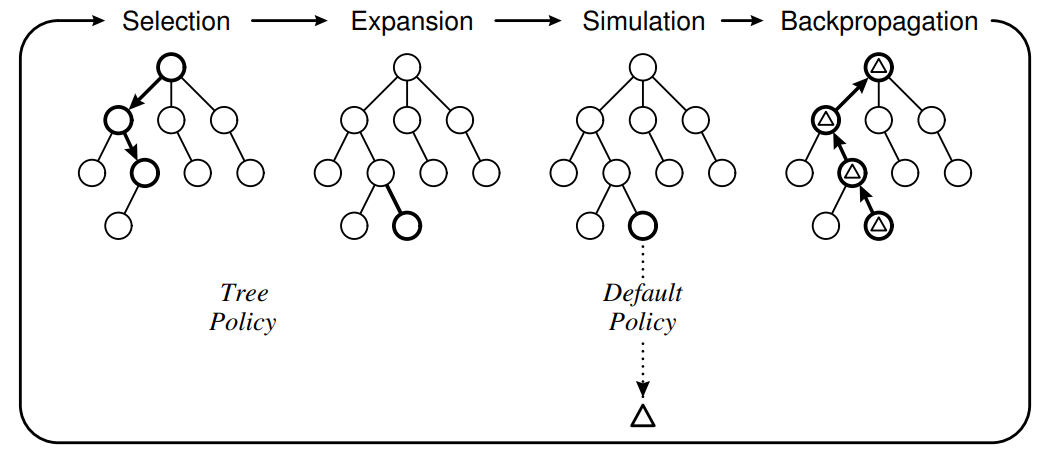 Selection Expansion Simulation Backpropagation
Tree
Policy
Default
Policy